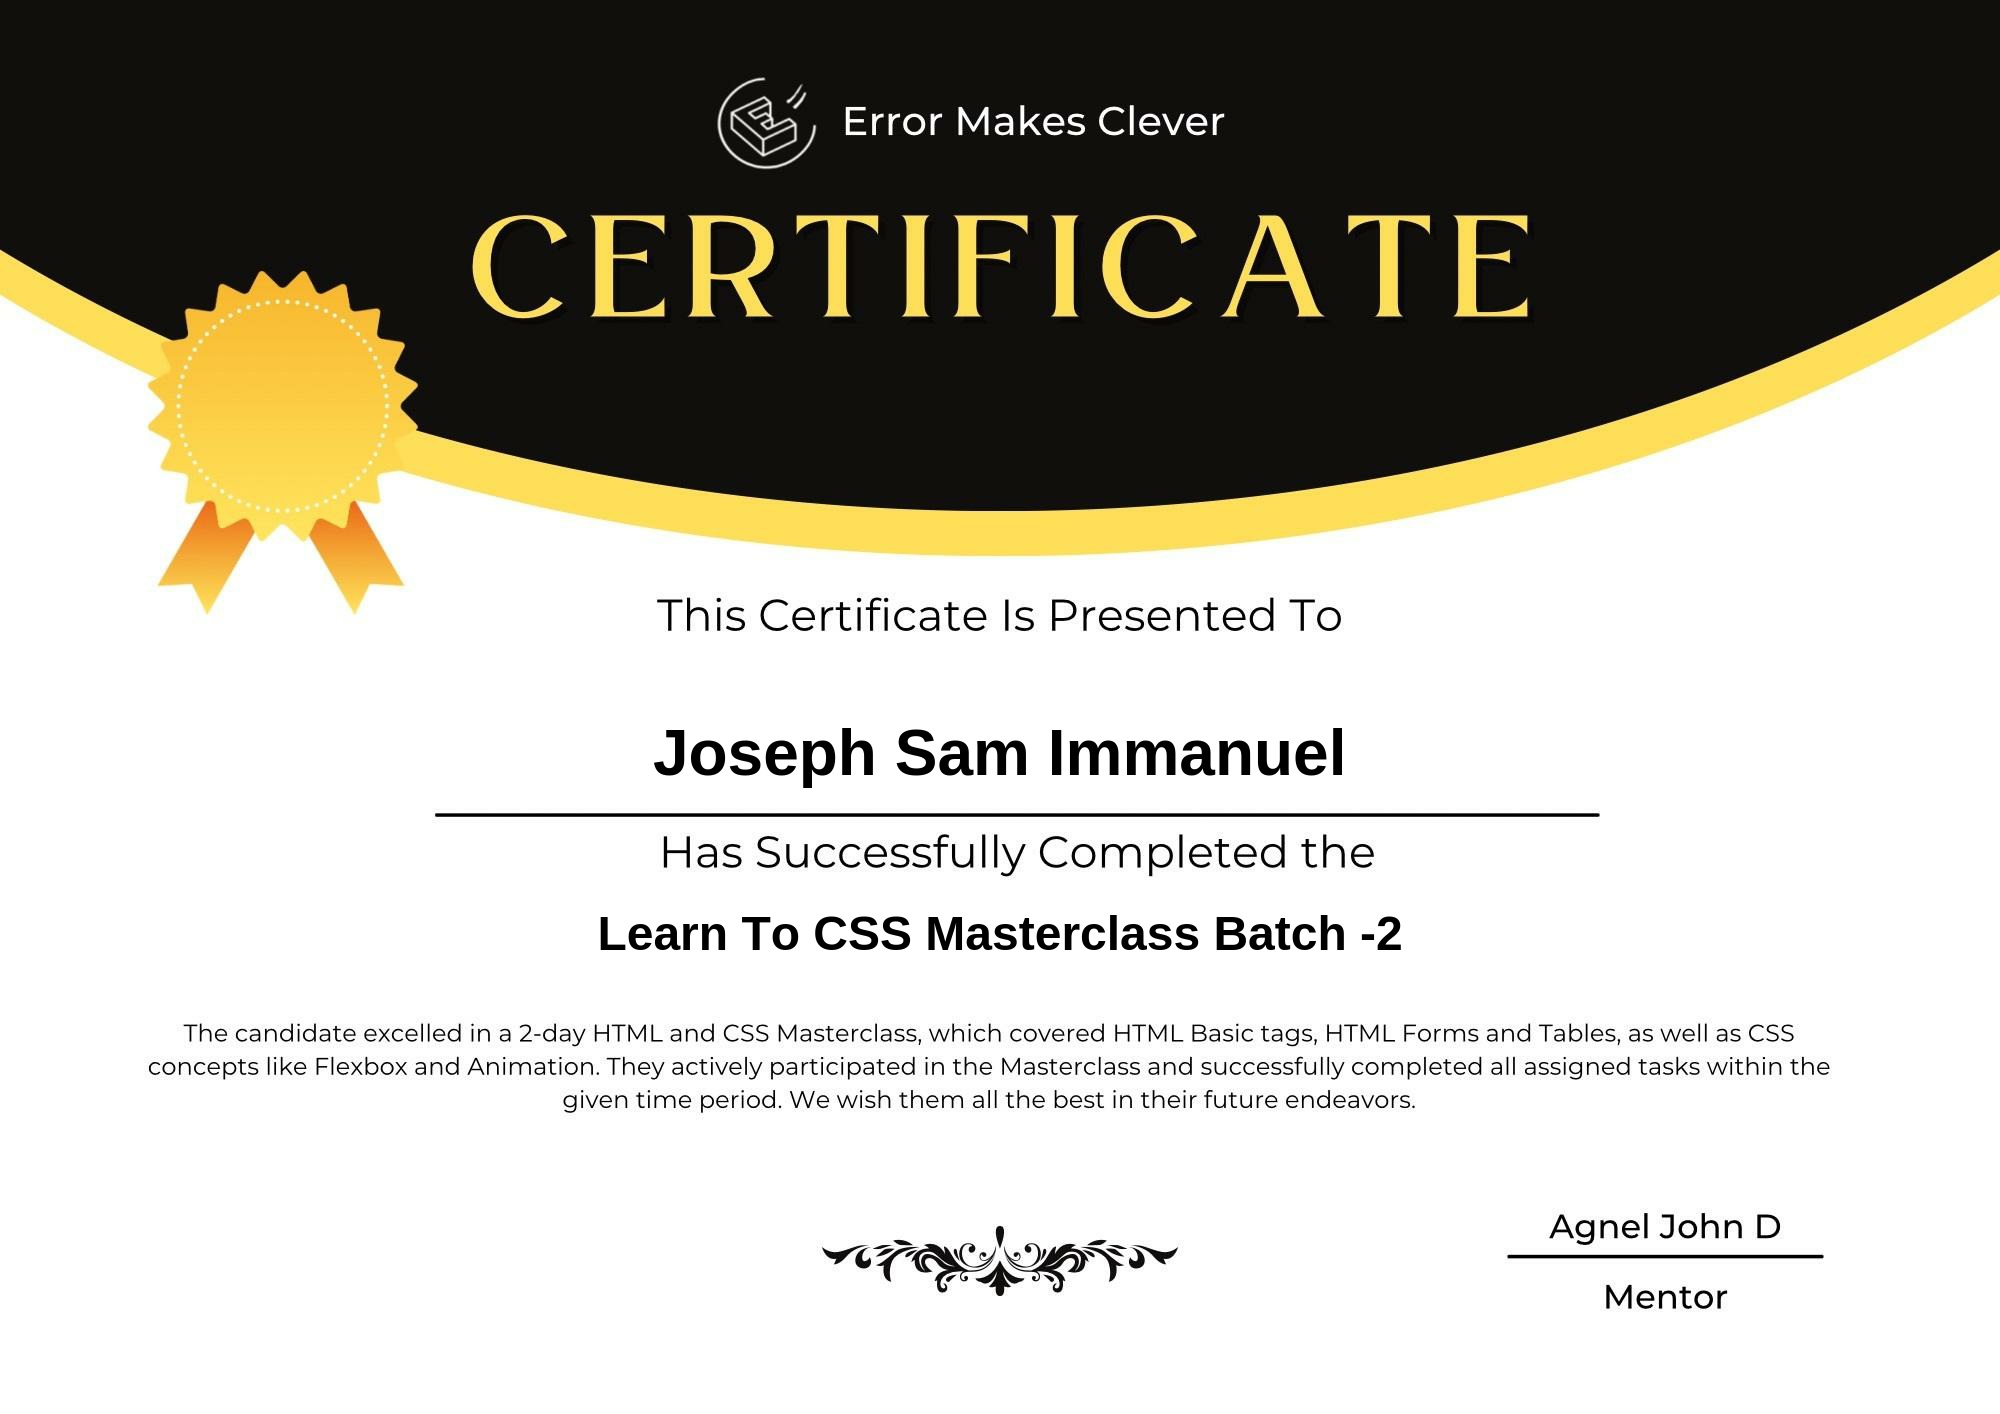 Error Makes Clever
CERTIFICATE
This Certificate Is Presented To
Joseph Sam Immanuel
Has Successfully Completed the
Learn To CSS Masterclass Batch -2
The candidate excelled in a 2-day HTML and CSS Masterclass, which covered HTML Basic tags, HTML Forms and Tables, as well as CSS
concepts like Flexbox and Animation. They actively participated in the Masterclass and successfully completed all assigned tasks within the
given time period. We wish them all the best in their future endeavors.
Agnel John D
Mentor